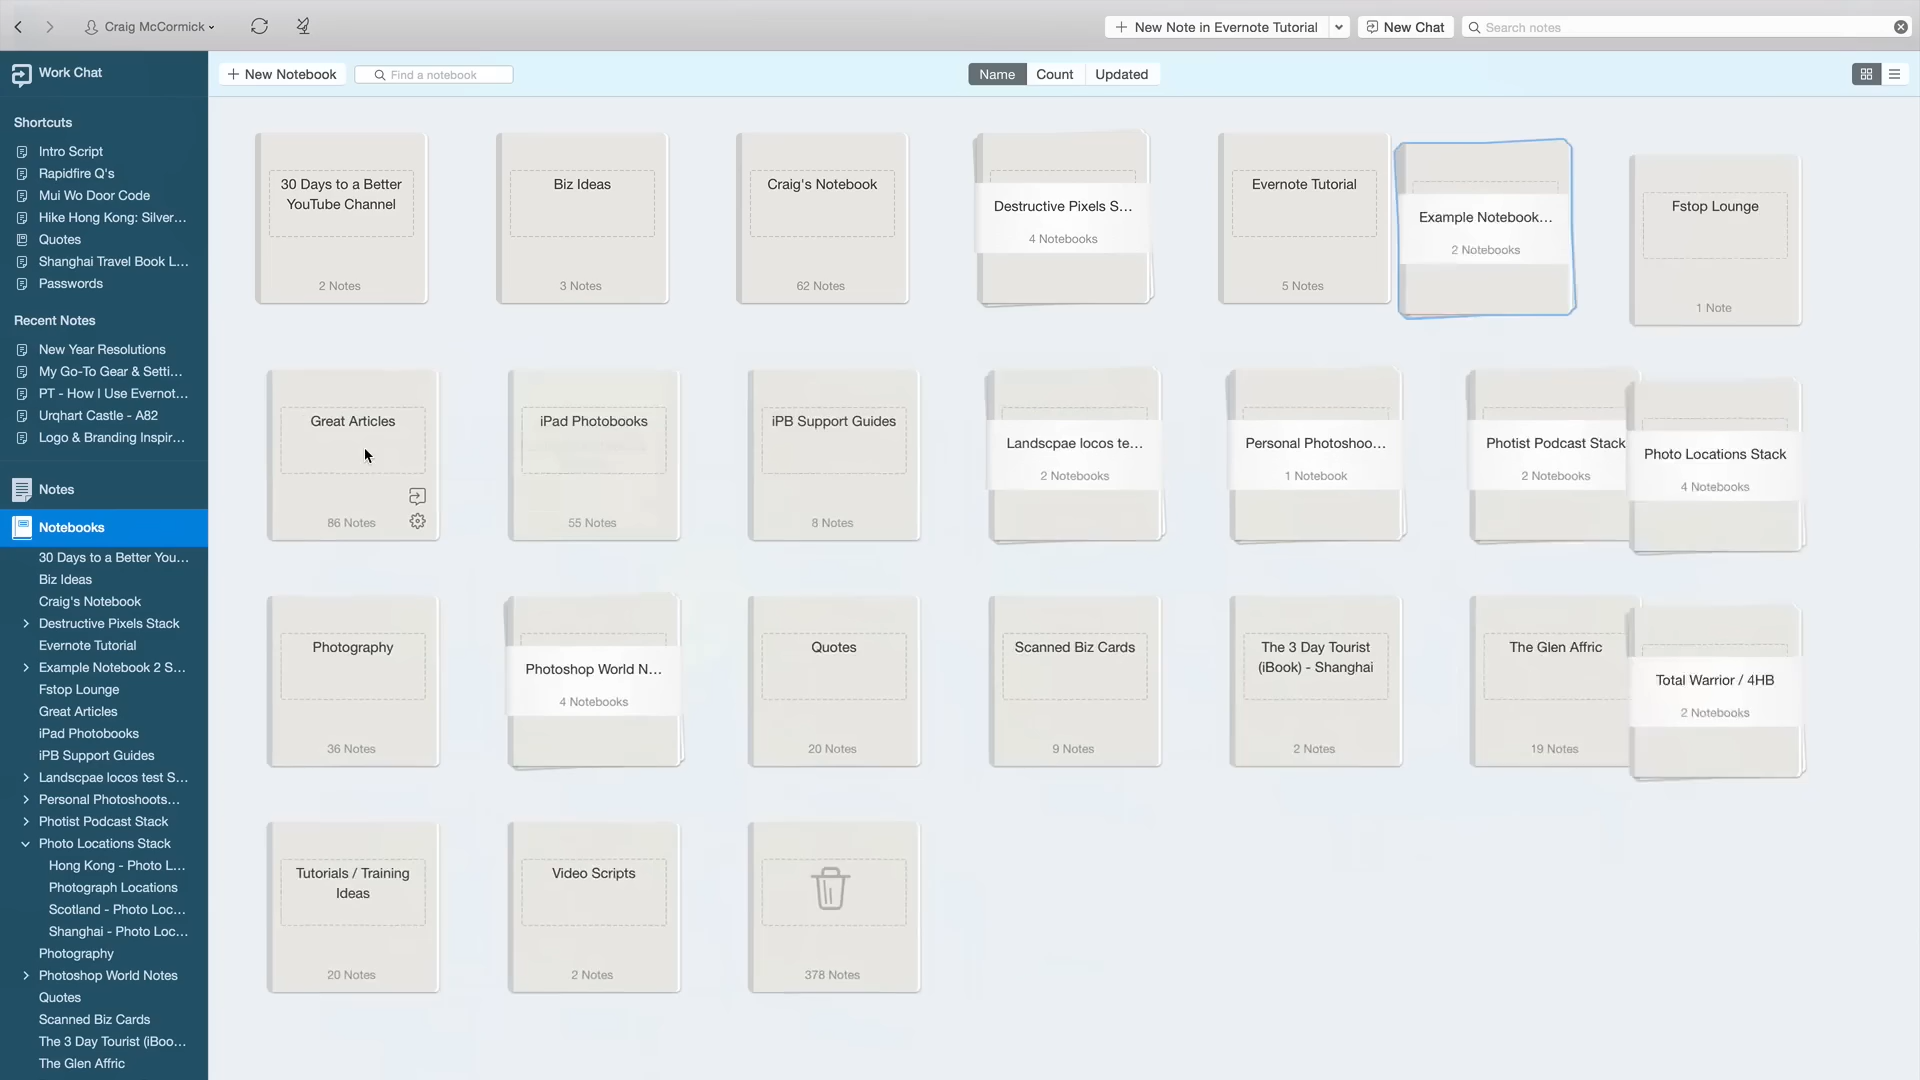 Craig McCormick
New Note in Evernote Tutorial
New Chat
Search notes
Work Chat
New Notebook
Find a notebook
Name
Count
Updated
Shortcuts
Intro Script
Rapidfire Q's
Mui Wo Door Code
Hike Hong Kong: Silver...
Quotes
Shanghai Travel Book L...
Passwords
Recent Notes
New Year Resolutions
My Go-To Gear & Setti...
PT - How I Use Evernot...
Urqhart Castle - A82
Logo & Branding Inspir...
Notes
Notebooks
30 Days to a Better You...
Biz Ideas
Craig's Notebook
Destructive Pixels Stack
Evernote Tutorial
Example Notebook 2 S...
Fstop Lounge
Great Articles
iPad Photobooks
iPB Support Guides
Landscpae locos test S...
Personal Photoshoots...
Photist Podcast Stack
Photo Locations Stack
Hong Kong - Photo L...
Photograph Locations
Scotland - Photo Loc...
Shanghai - Photo Loc...
Photography
Photoshop World Notes
Quotes
Scanned Biz Cards
The 3 Day Tourist (iBoo...
The Glen Affric
30 Days to a Better
YouTube Channel
2 Notes
Biz Ideas
3 Notes
Craig's Notebook
62 Notes
Destructive Pixels S...
4 Notebooks
Evernote Tutorial
5 Notes
Example Notebook...
2 Notebooks
Fstop Lounge
1 Note
Great Articles
86 Notes
iPad Photobooks
55 Notes
iPB Support Guides
8 Notes
Landscpae locos te...
2 Notebooks
Personal Photoshoo...
1 Notebook
Photist Podcast Stack
2 Notebooks
Photo Locations Stack
4 Notebooks
Photography
36 Notes
Photoshop World N...
4 Notebooks
Quotes
20 Notes
Scanned Biz Cards
9 Notes
The 3 Day Tourist
(iBook) - Shanghai
2 Notes
The Glen Affric
19 Notes
Total Warrior / 4HB
2 Notebooks
Tutorials / Training
Ideas
20 Notes
Video Scripts
2 Notes
378 Notes